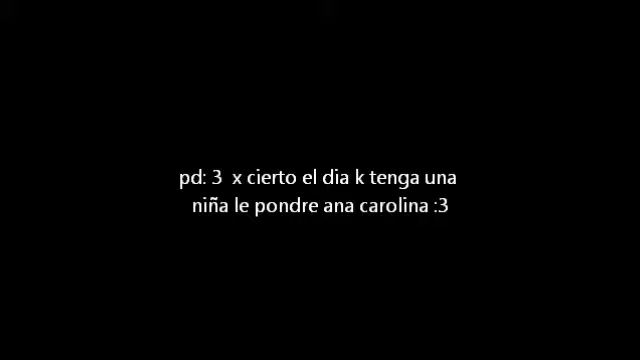 pd: 3  x cierto el dia k tenga una
niña le pondre ana carolina :3